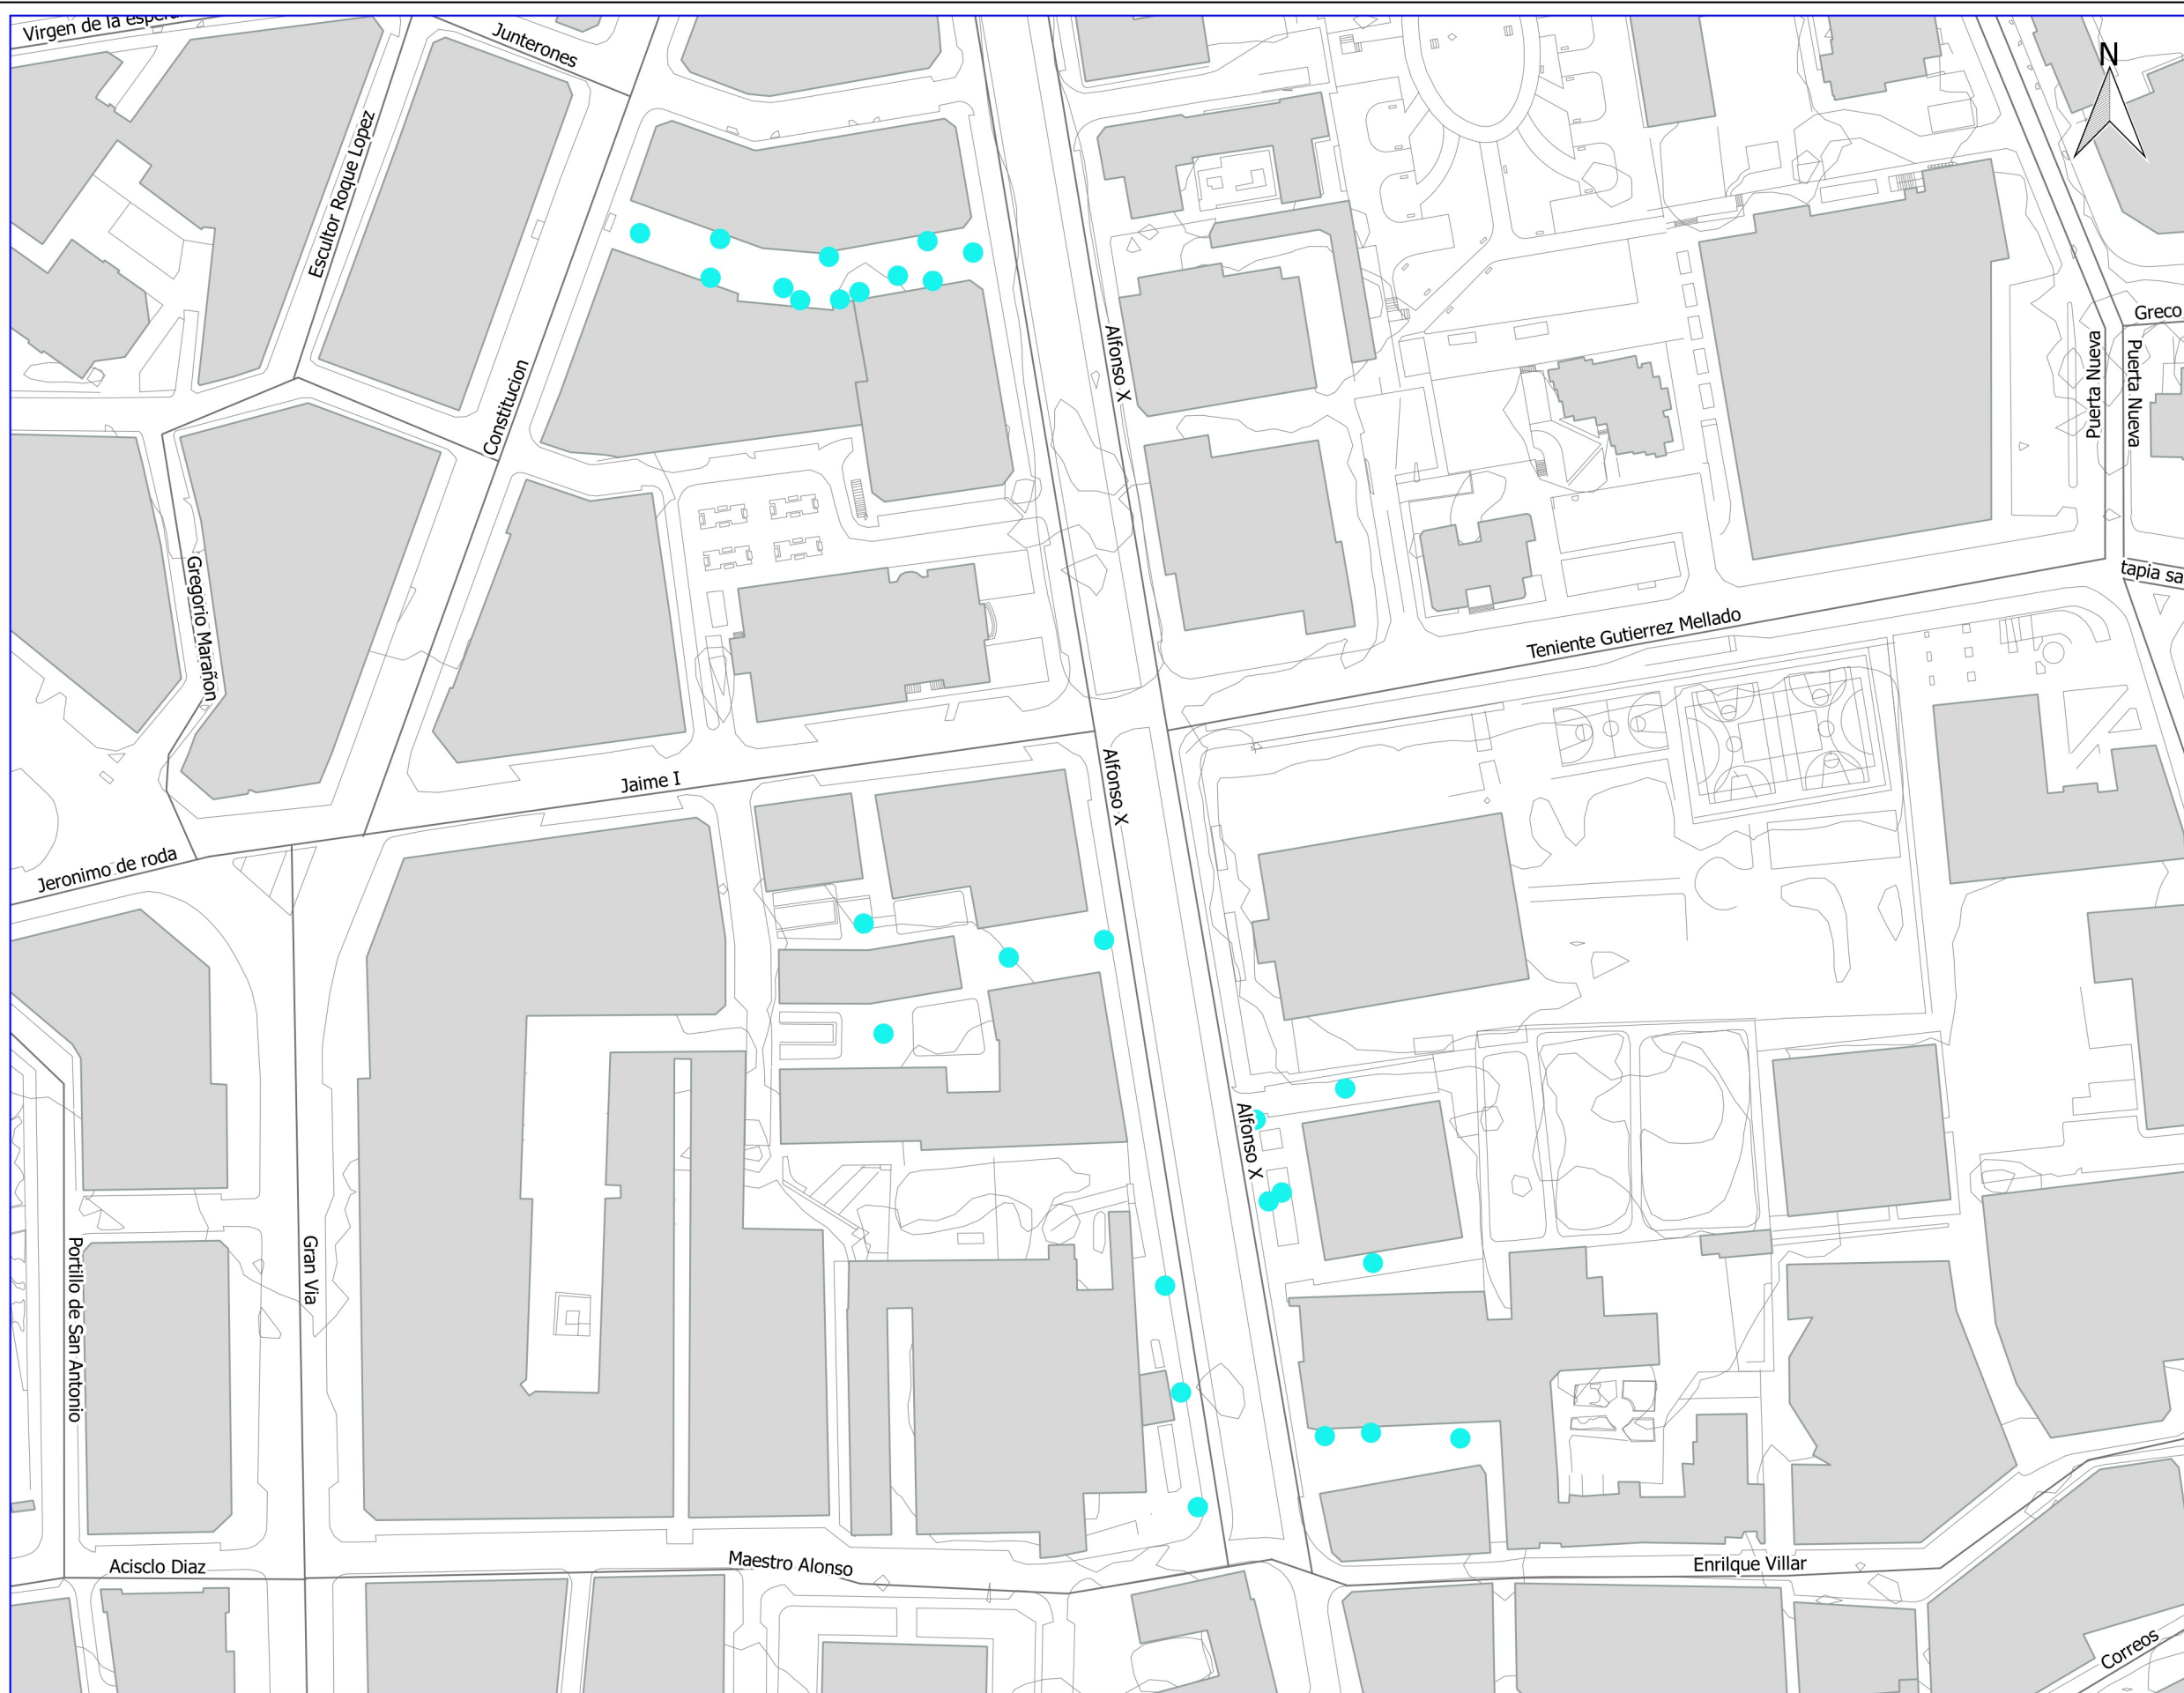 Virgen de la
Junterones
N
Escultor Roque Lopez
Greco
Alfonso X
Puerta Nueva
Puerta Nueva
Constitucion
Gregorio Marañon
tapia sa
Teniente Gutierrez Mellado
Jaime I
Alfonso X
Jeronimo de roda
Alfonso X
Portillo de San Antonio
Gran Via
Acisclo Diaz
Maestro Alonso
Enrilque Villar
Correos